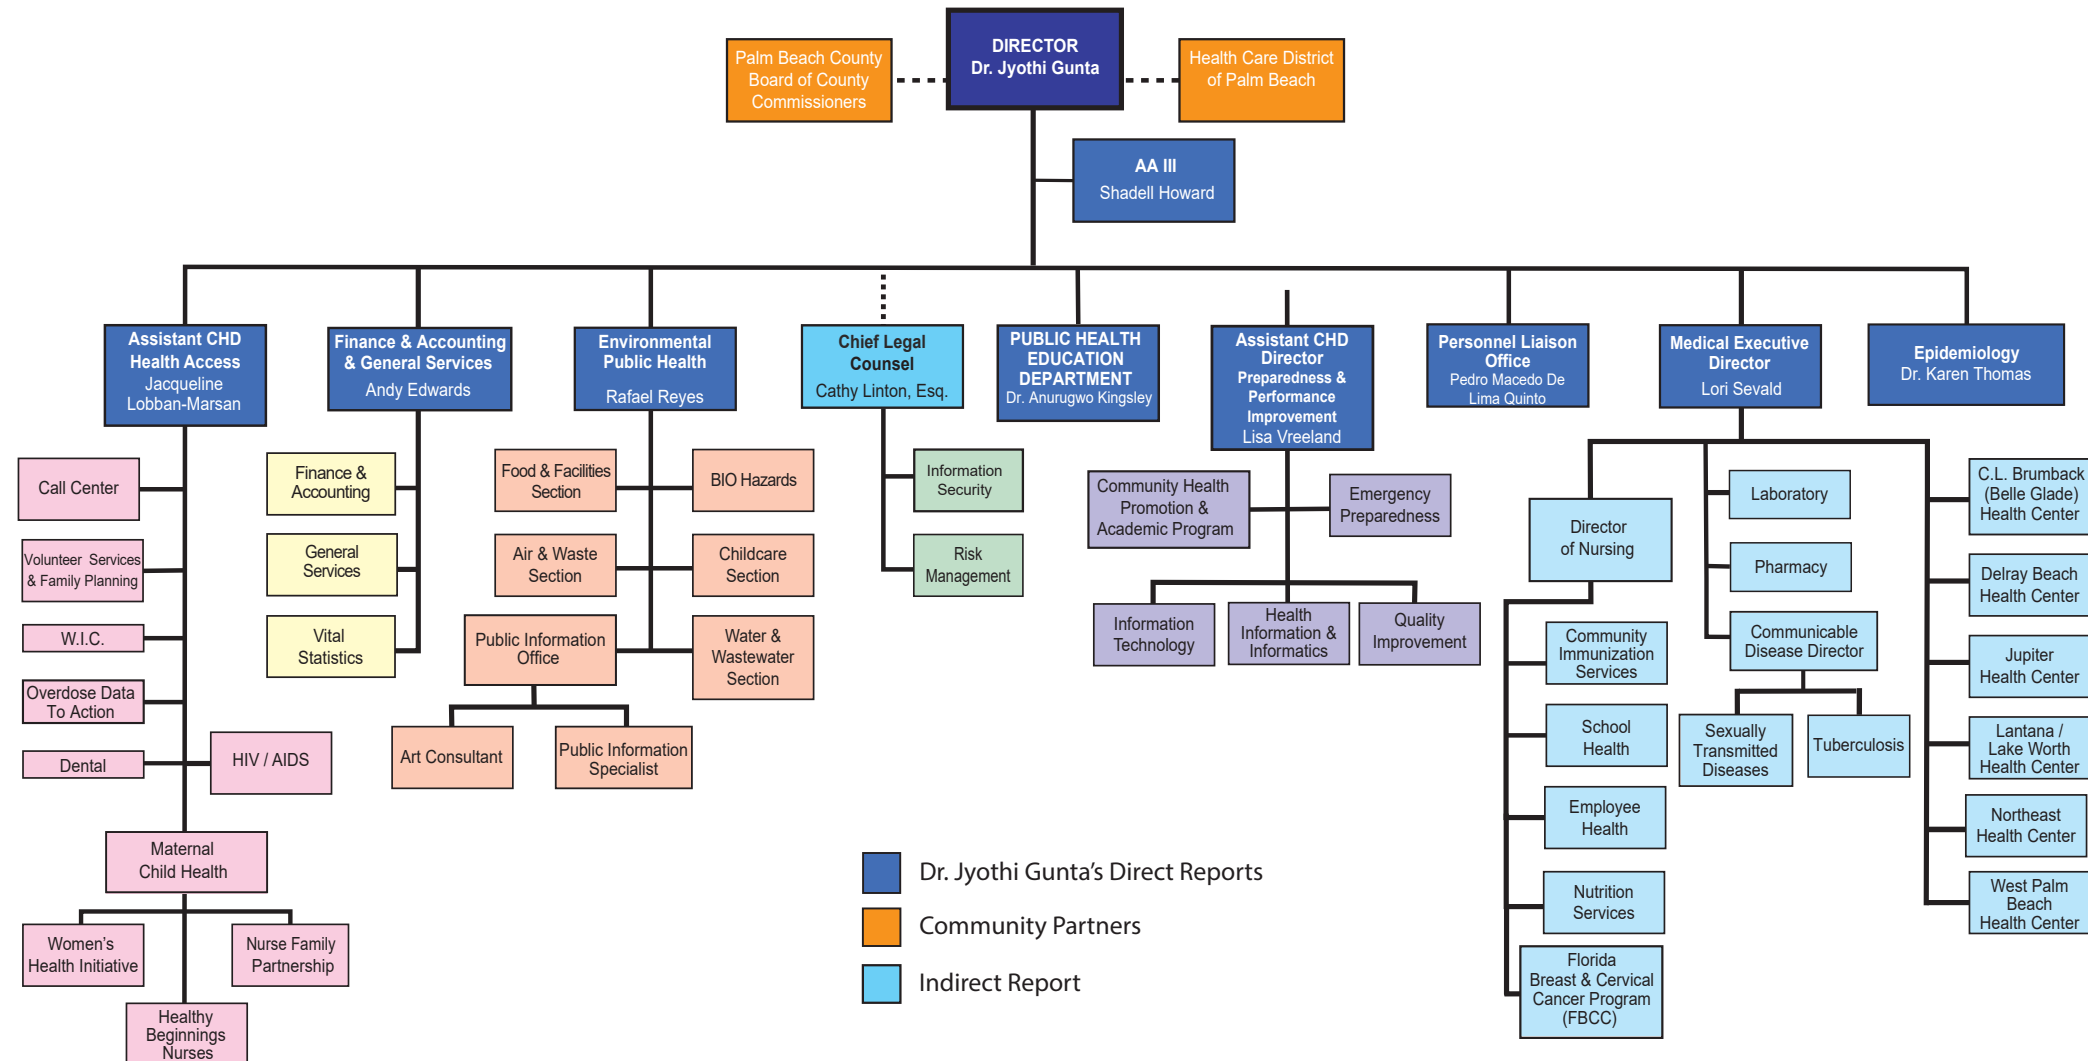 DIRECTOR
Dr. Jyothi Gunta
Palm Beach County
Board of County
Commissioners
Health Care District
of Palm Beach
AA III
Shadell Howard
Assistant CHD
Health Access
Jacqueline
Lobban-Marsan
Finance & Accounting
& General Services
Andy Edwards
Environmental
Public Health
Rafael Reyes
Chief Legal
Counsel
Cathy Linton, Esq.
PUBLIC HEALTH
EDUCATION
DEPARTMENT
Dr. Anurugwo Kingsley
Assistant CHD
Director
Preparedness &
Performance
Improvement
Lisa Vreeland
Personnel Liaison
Office
Pedro Macedo De
Lima Quinto
Medical Executive
Director
Lori Sevald
Epidemiology
Dr. Karen Thomas
Call Center
Volunteer Services
& Family Planning
W.I.C.
Overdose Data
To Action
Dental
HIV / AIDS
Maternal
Child Health
Women's
Health Initiative
Nurse Family
Partnership
Healthy
Beginnings
Nurses
Finance &
Accounting
General
Services
Vital
Statistics
Food & Facilities
Section
BIO Hazards
Air & Waste
Section
Childcare
Section
Public Information
Office
Water &
Wastewater
Section
Art Consultant
Public Information
Specialist
Information
Security
Risk
Management
Community Health
Promotion &
Academic Program
Emergency
Preparedness
Information
Technology
Health
Information &
Informatics
Quality
Improvement
Director
of Nursing
Community
Immunization
Services
School
Health
Employee
Health
Nutrition
Services
Florida
Breast & Cervical
Cancer Program
(FBCC)
Laboratory
Pharmacy
Communicable
Disease Director
Sexually
Transmitted
Diseases
Tuberculosis
C.L. Brumback
(Belle Glade)
Health Center
Delray Beach
Health Center
Jupiter
Health Center
Lantana /
Lake Worth
Health Center
Northeast
Health Center
West Palm
Beach
Health Center
Dr. Jyothi Gunta's Direct Reports
Community Partners
Indirect Report